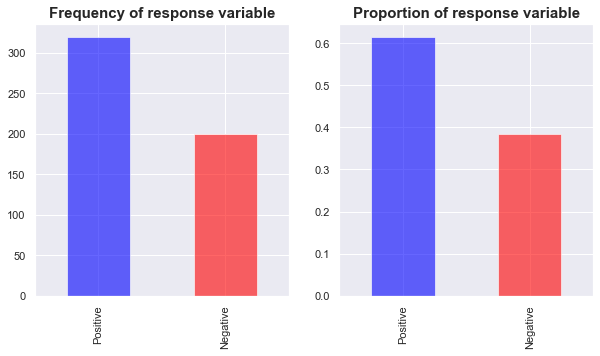 Frequency of response variable
300
250
200
150
100
50
0
Positive
Negative
Proportion of response variable
0.6
0.5
0.4
0.3
0.2
0.1
0.0
Positive
Negative